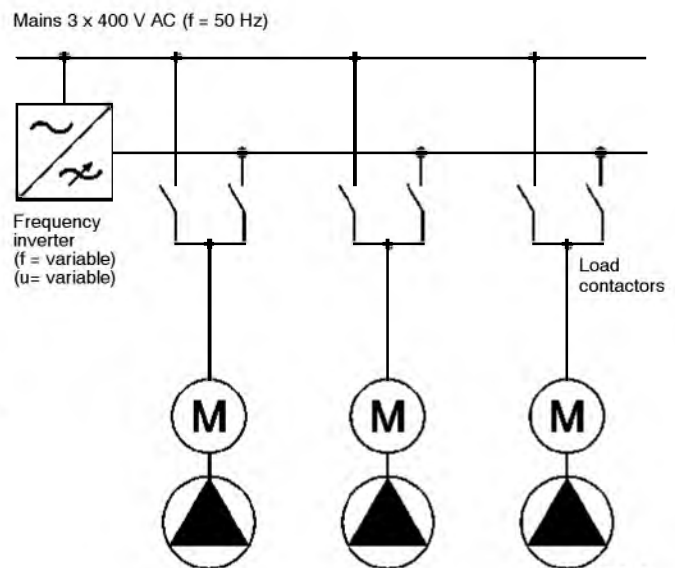 Mains 3 x 400 V AC (f = 50 Hz)
Frequency
inverter
(f = variable)
(u= variable)
Load
contactors
M
M
M